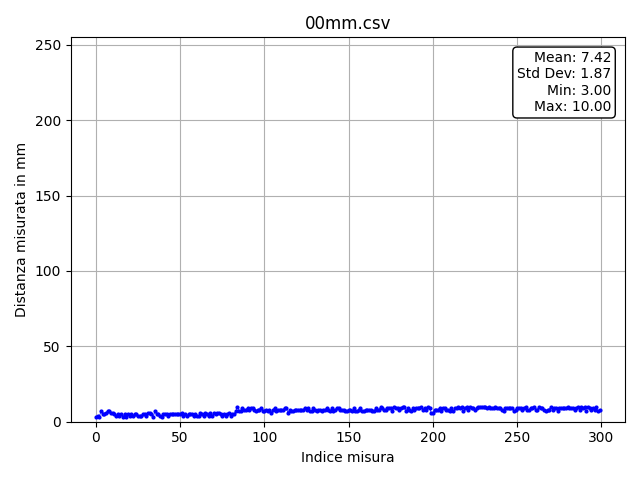 00mm.csv
Mean: 7.42
Std Dev: 1.87
Min: 3.00
Max: 10.00
250
200
150
100
50
0
Distanza misurata in mm
0 50 100 150 200 250 300
Indice misura